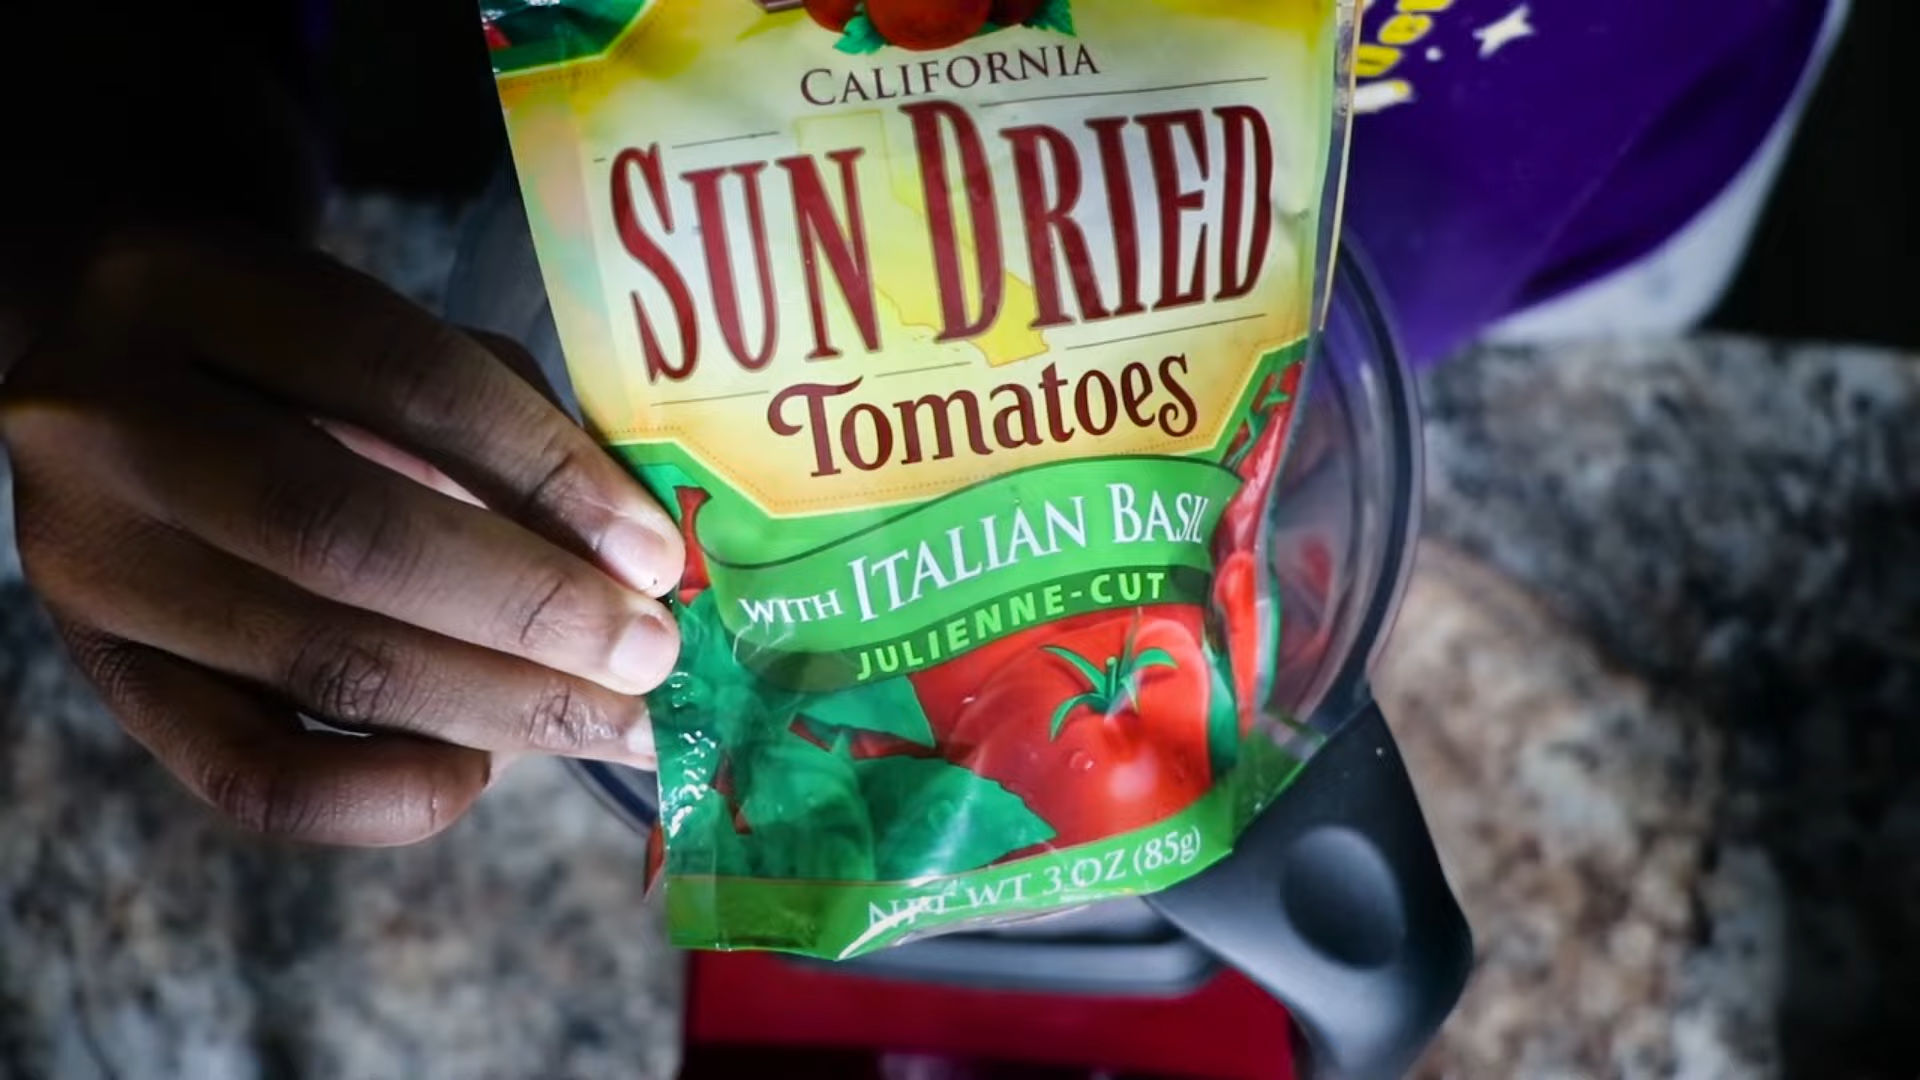 CALIFORNIA
SUN DRIED
Tomatoes
WITH ITALIAN BASIL
JULIENNE-CUT
NET WT 3 OZ (85g)